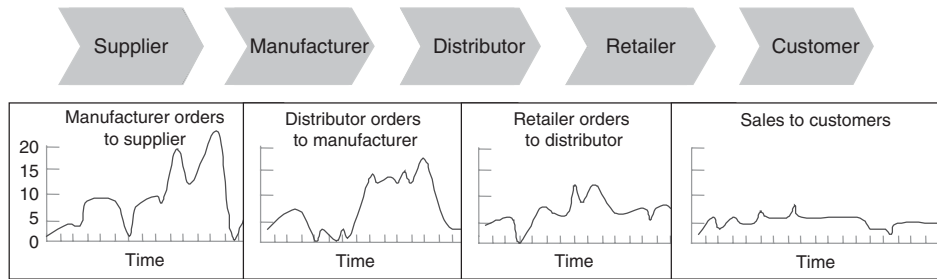 Supplier
Manufacturer
Distributor
Retailer
Customer
Manufacturer orders
to supplier
20
15
10
5
0
Time
Distributor orders
to manufacturer
Time
Retailer orders
to distributor
Time
Sales to customers
Time